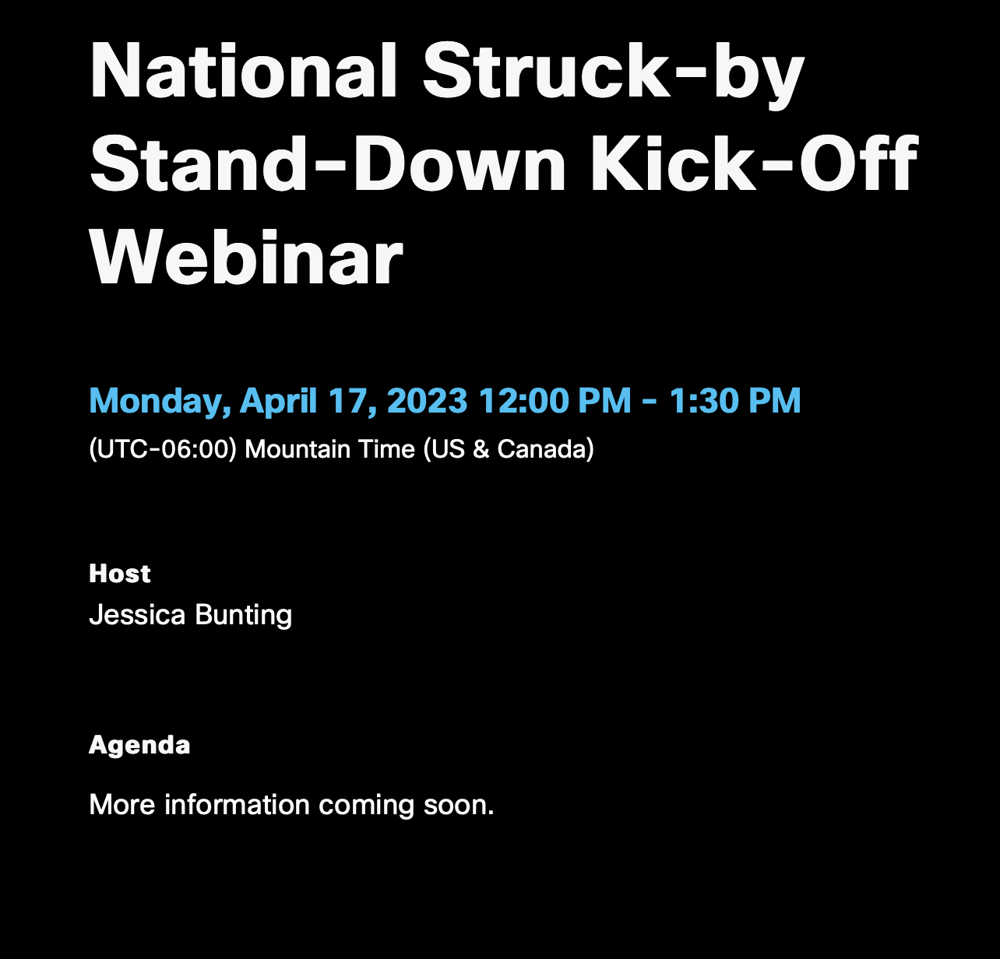 National Struck-by
Stand-Down Kick-Off
Webinar
Monday, April 17, 2023 12:00 PM - 1:30 PM
(UTC-06:00) Mountain Time (US & Canada)
Host
Jessica Bunting
Agenda
More information coming soon.